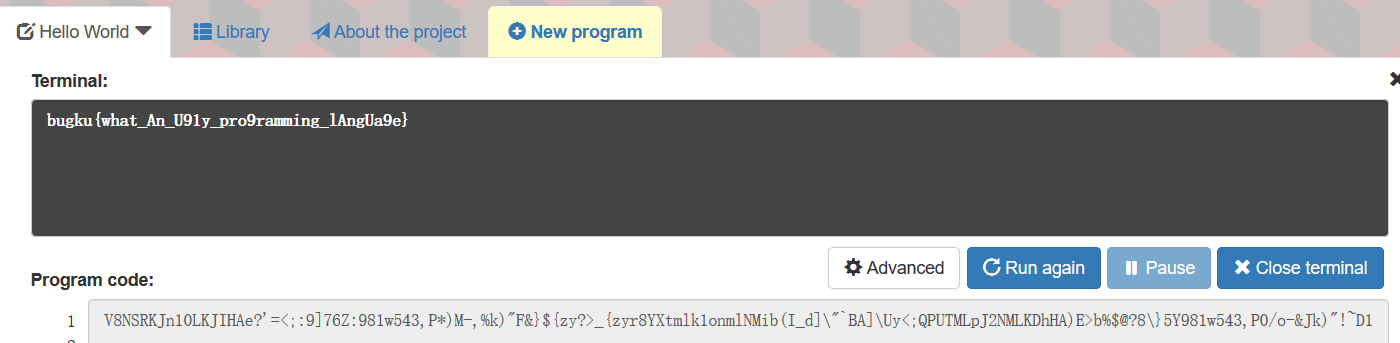 Hello World Library About the project New program
Terminal:
bugku{what_An_U9ly_pro9ramming_lAngUa9e}
Advanced Run again Pause Close terminal
Program code:
1 V8NSRKJn10LKJIHAe?'=<;:9]76Z:981w543,P*)M-,%k)"F&}${zy?>_{zyr8YXtmlk1onmlNMib(I_d]\"`BA]\Uy<;QPUTMLpJ2NMLKDhHA)E>b%$@?8\}5Y981w543,P0/o-&Jk)"!~D1